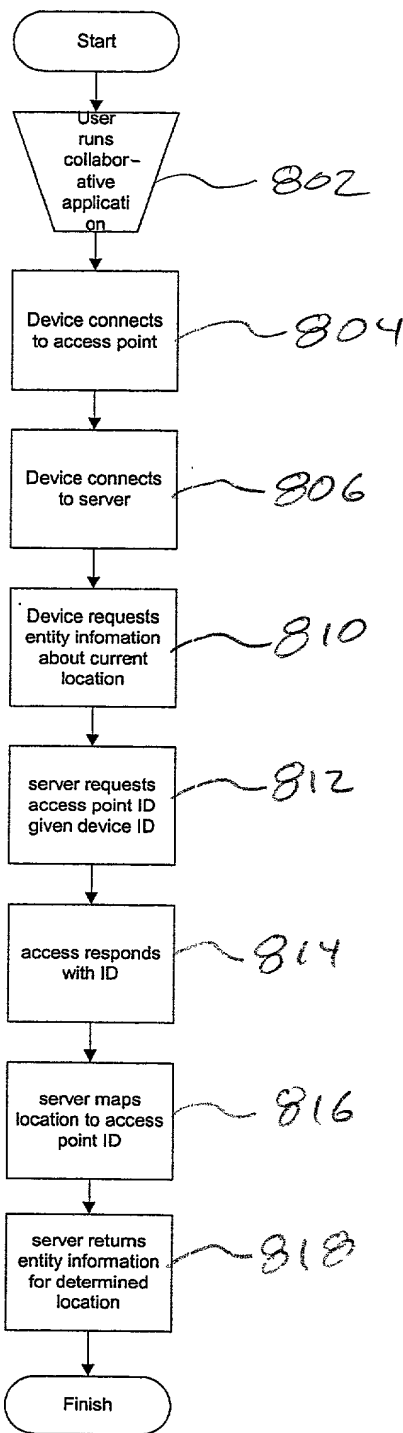 Start
User
runs
collabor-
ative
applicati
on
802
Device connects
to access point
804
Device connects
to server
806
Device requests
entity infomation
about current
location
810
server requests
access point ID
given device ID
812
access responds
with ID
814
server maps
location to access
point ID
816
server returns
entity information
for determined
location
818
Finish